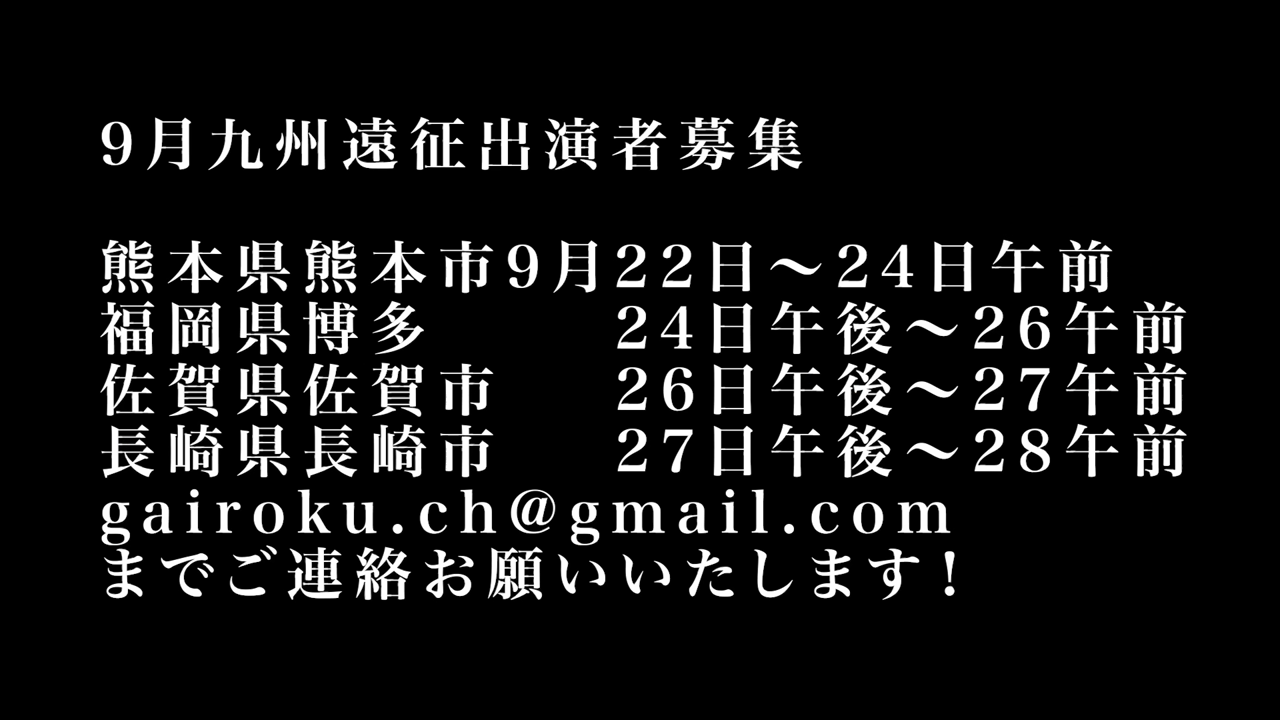 9月九州遠征出演者募集
熊本県熊本市9月22日〜24日午前
福岡県博多　　　24日午後〜26午前
佐賀県佐賀市　　26日午後〜27午前
長崎県長崎市　　27日午後〜28午前
gairoku.ch@gmail.com
までご連絡お願いいたします！